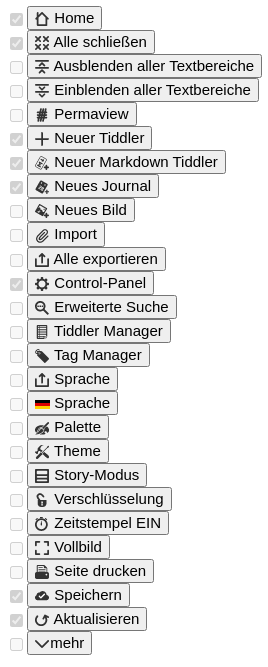 Home
Alle schließen
Ausblenden aller Textbereiche
Einblenden aller Textbereiche
Permaview
Neuer Tiddler
Neuer Markdown Tiddler
Neues Journal
Neues Bild
Import
Alle exportieren
Control-Panel
Erweiterte Suche
Tiddler Manager
Tag Manager
Sprache
Sprache
Palette
Theme
Story-Modus
Verschlüsselung
Zeitstempel EIN
Vollbild
Seite drucken
Speichern
Aktualisieren
mehr